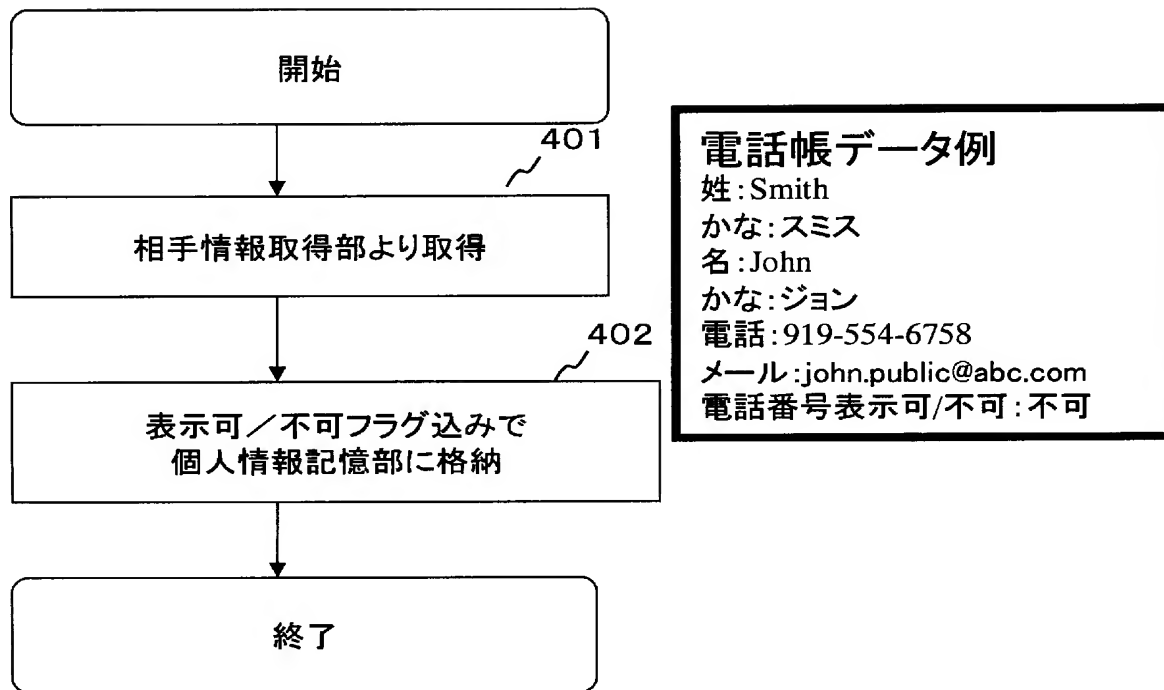 開始
401
相手情報取得部より取得
402
表示可／不可フラグ込みで
個人情報記憶部に格納
終了
電話帳データ例
姓:Smith
かな:スミス
名:John
かな:ジョン
電話:919-554-6758
メール:john.public@abc.com
電話番号表示可/不可:不可